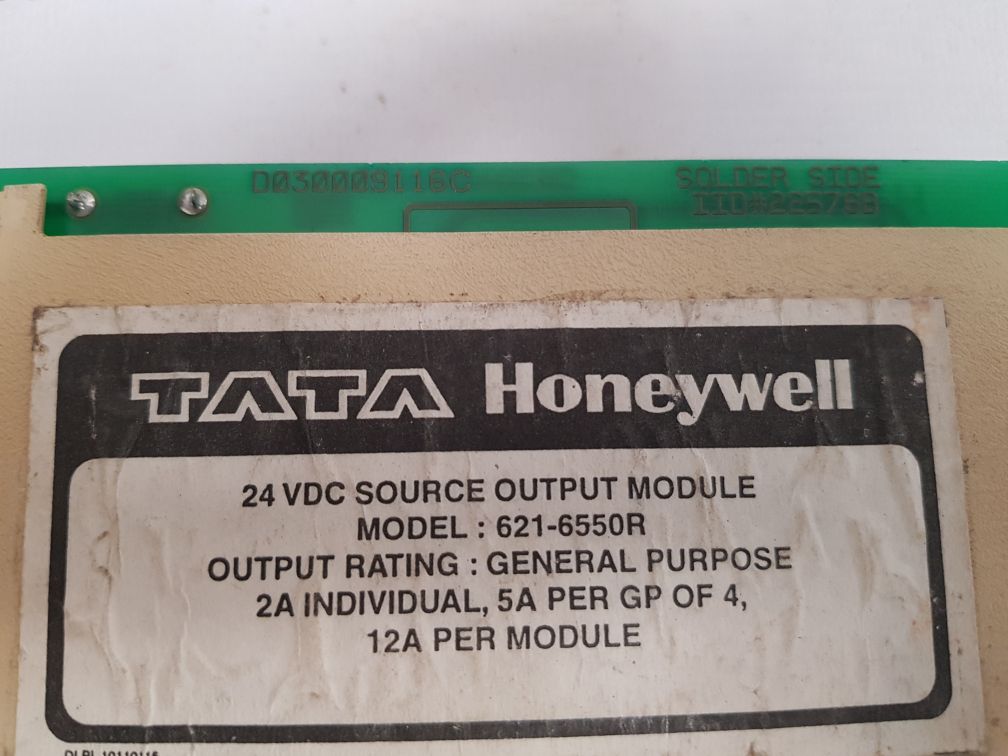 D030009116C
SOLDER SIDE
TATA Honeywell
24 VDC SOURCE OUTPUT MODULE
MODEL : 621-6550R
OUTPUT RATING : GENERAL PURPOSE
2A INDIVIDUAL, 5A PER GP OF 4,
12A PER MODULE